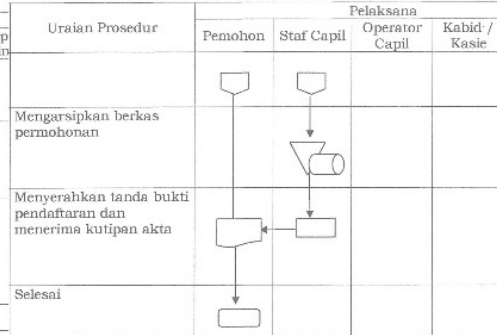 Uraian Prosedur
Pelaksana
Pemohon
Staf Capil
Operator
Capil
Kabid /
Kasie
Mengarsipkan berkas
permohonan
Menyerahkan tanda bukti
pendaftaran dan
menerima kutipan akta
Selesai